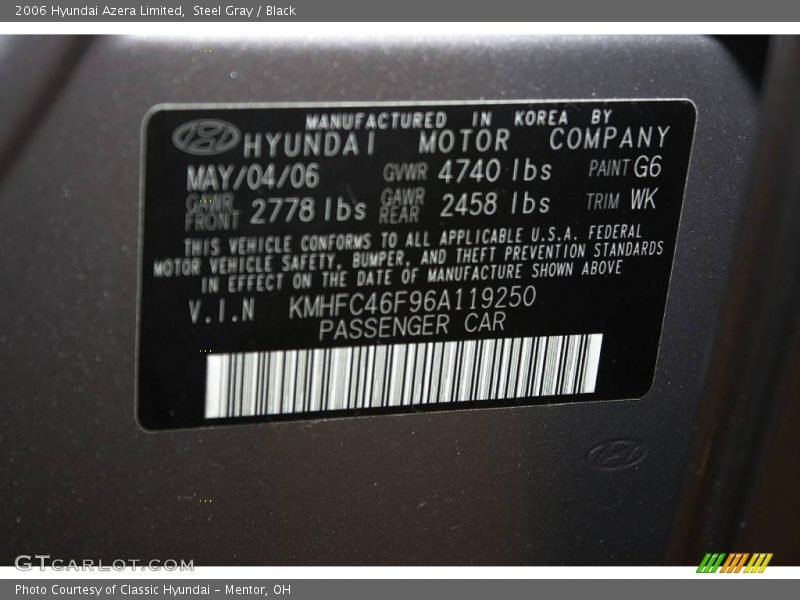 2006 Hyundai Azera Limited, Steel Gray / Black
MANUFACTURED IN KOREA BY
HYUNDAI MOTOR COMPANY
MAY/04/06 GVWR 4740 lbs PAINT G6
GAWR FRONT 2778 lbs GAWR REAR 2458 lbs TRIM WK
THIS VEHICLE CONFORMS TO ALL APPLICABLE U.S.A. FEDERAL
MOTOR VEHICLE SAFETY, BUMPER, AND THEFT PREVENTION STANDARDS
IN EFFECT ON THE DATE OF MANUFACTURE SHOWN ABOVE
V.I.N KMHFC46F96A119250
PASSENGER CAR
GTCARLOT.COM
Photo Courtesy of Classic Hyundai - Mentor, OH